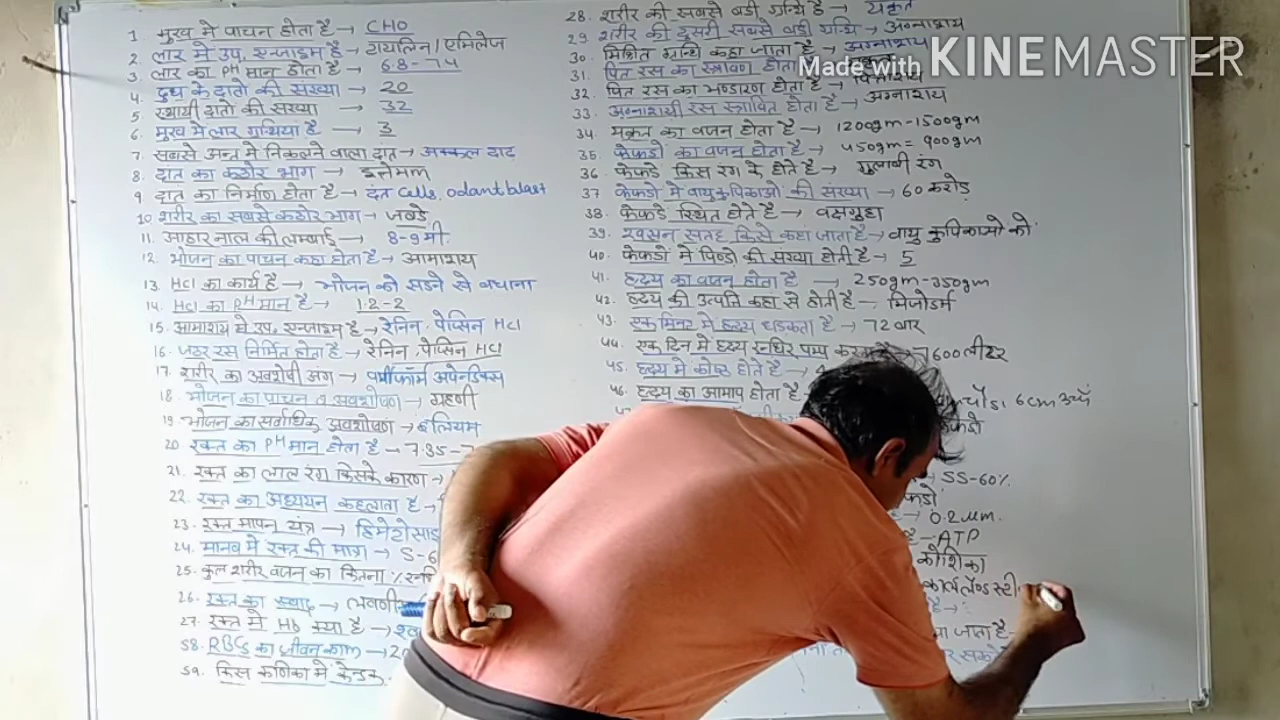 1. मुख मे पाचन होता है → CHO
2. लार मे उप. एन्जाइम है → टायलिन/एमिलेज
3. लार का PH मान होता है → 6.8-7.4
4. दुध के दातो की संख्या → 20
5 स्थायी दातो की संख्या → 32
6. मुख मे लार ग्रंथिया है → 3
7. सबसे अन्त मे निकलने वाला दांत → अक्कल दाढ़
8. दांत का कठोर भाग → इनेमल
9 दांत का निर्माण होता है → दंत Cells, odantblast
10. शरीर का सबसे कठोर भाग → जबडे
11. आहार नाल की लम्बाई → 8-9मी.
12. भोजन का पाचन कहा होता है → आमाशय
13. HCl का कार्य है → भोजन को सडने से बचाना
14. HCl का PH मान है → 1.2-2
15. आमाशय मे उप. एन्जाइम है → रेनिन, पेप्सिन HCl
16. जठर रस निर्मित होता है → रेनिन, पेप्सिन HCl
17. शरीर का अवशेषी अंग → वर्मीफॉर्म अपेन्डिक्स
18. भोजन का पाचन व अवशोषण → ग्रहणी
19. भोजन का सर्वाधिक अवशोषण → इलियम
20 रक्त का PH मान होता है → 7.35-7
21. रक्त का लाल रंग किसके कारण →
22. रक्त का अध्ययन कहलाता है →
23. रक्त मापन यंत्र → हिमेटोसाइ
24. मानव मे रक्त की मात्रा → 5-6
25. कुल शरीर वजन का कितना %
26. रक्त का स्वाद →
27. रक्त मे Hb क्या है →
58. RBCs का जीवन काल →
59. किस कणिका मे केन्द्रक
28. शरीर की सबसे बडी ग्रन्थि है → यकृत
29. शरीर की दुसरी सबसे बडी ग्रन्थि → अग्नाशय
30. मिश्रित ग्रन्थि कहा जाता है → अग्नाशय
31. पित रस का स्त्रावण होता
32. पित रस का भण्डारण होता है → पिताशय
33. अग्नाशयी रस स्त्रावित होता है → अग्नाशय
34. यकृत का वजन होता है → 1200gm-1500gm
35. फेफडो का वजन होता है → 450gm = 900gm
36 फेफडे किस रंग के होते है → गुलाबी रंग
37 फेफडो मे वायुकुपिकाओ की संख्या → 60 करोड़
38. फेफडे स्थित होते है → वक्षगुहा
39. श्वसन सतह किसे कहा जाता है → वायु कुपिकाओ को
40. फेफडो मे पिण्डो की संख्या होती है → 5
41. हृदय का वजन होता है → 250gm-350gm
42. हृदय की उत्पति कहा से होती है → मिजोडर्म
43. एक मिनट मे हृदय धडकता है → 72 बार
44. एक दिन मे हृदय रूधिर पम्प 7600लीटर
45. हृदय मे कोष्ठ होते है →
46. हृदय का आमाप होता है 6cm
55-60%
0.2μm.
ATP
कोशिका
Made with KINEMASTER